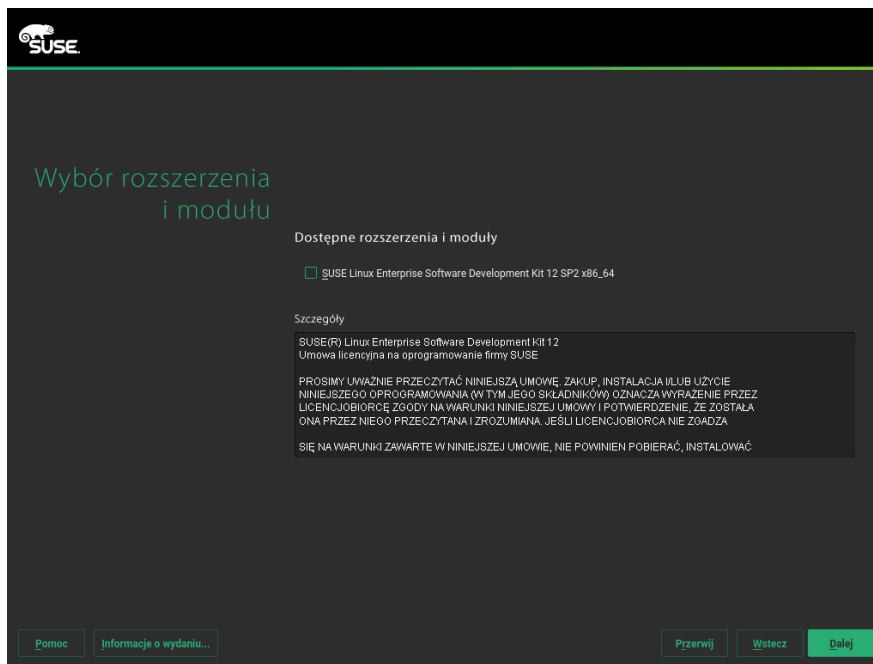 SUSE.
Wybór rozszerzenia
i modułu
Dostępne rozszerzenia i moduły
SUSE Linux Enterprise Software Development Kit 12 SP2 x86_64
Szczegóły
SUSE(R) Linux Enterprise Software Development Kit 12
Umowa licencyjna na oprogramowanie firmy SUSE
PROSIMY UWAŻNIE PRZECZYTAĆ NINIEJSZĄ UMOWĘ. ZAKUP, INSTALACJA I/LUB UŻYCIE
NINIEJSZEGO OPROGRAMOWANIA (W TYM JEGO SKŁADNIKÓW) OZNACZA WYRAŻENIE PRZEZ
LICENCJOBIORCĘ ZGODY NA WARUNKI NINIEJSZEJ UMOWY I POTWIERDZENIE, ŻE ZOSTAŁA
ONA PRZEZ NIEGO PRZECZYTANA I ZROZUMIANA. JEŚLI LICENCJOBIORCA NIE ZGADZA
SIĘ NA WARUNKI ZAWARTE W NINIEJSZEJ UMOWIE, NIE POWINIEN POBIERAĆ, INSTALOWAĆ
Pomoc
Informacje o wydaniu...
Przerwij
Wstecz
Dalej